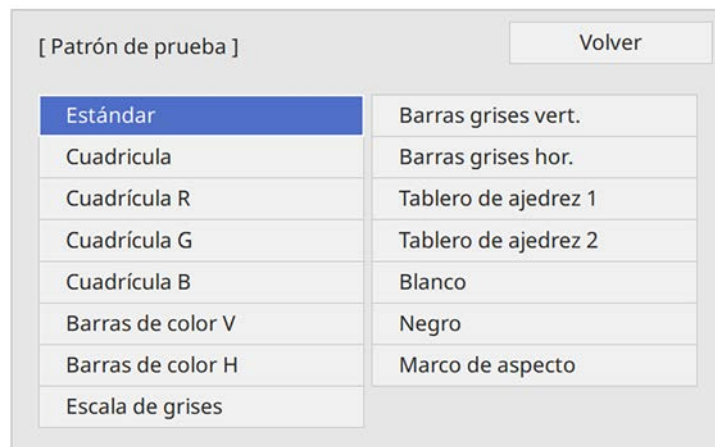 [ Patrón de prueba ]
Volver
Estándar
Cuadricula
Cuadrícula R
Cuadrícula G
Cuadrícula B
Barras de color V
Barras de color H
Escala de grises
Barras grises vert.
Barras grises hor.
Tablero de ajedrez 1
Tablero de ajedrez 2
Blanco
Negro
Marco de aspecto